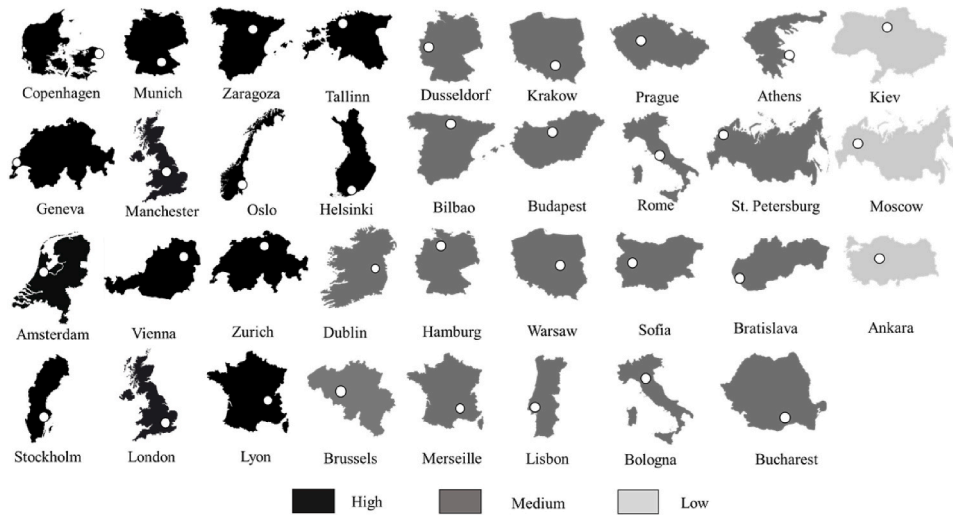 Copenhagen Munich Zaragoza Tallinn Dusseldorf Krakow Prague Athens Kiev
Geneva Manchester Oslo Helsinki Bilbao Budapest Rome St. Petersburg Moscow
Amsterdam Vienna Zurich Dublin Hamburg Warsaw Sofia Bratislava Ankara
Stockholm London Lyon Brussels Merseille Lisbon Bologna Bucharest
High Medium Low